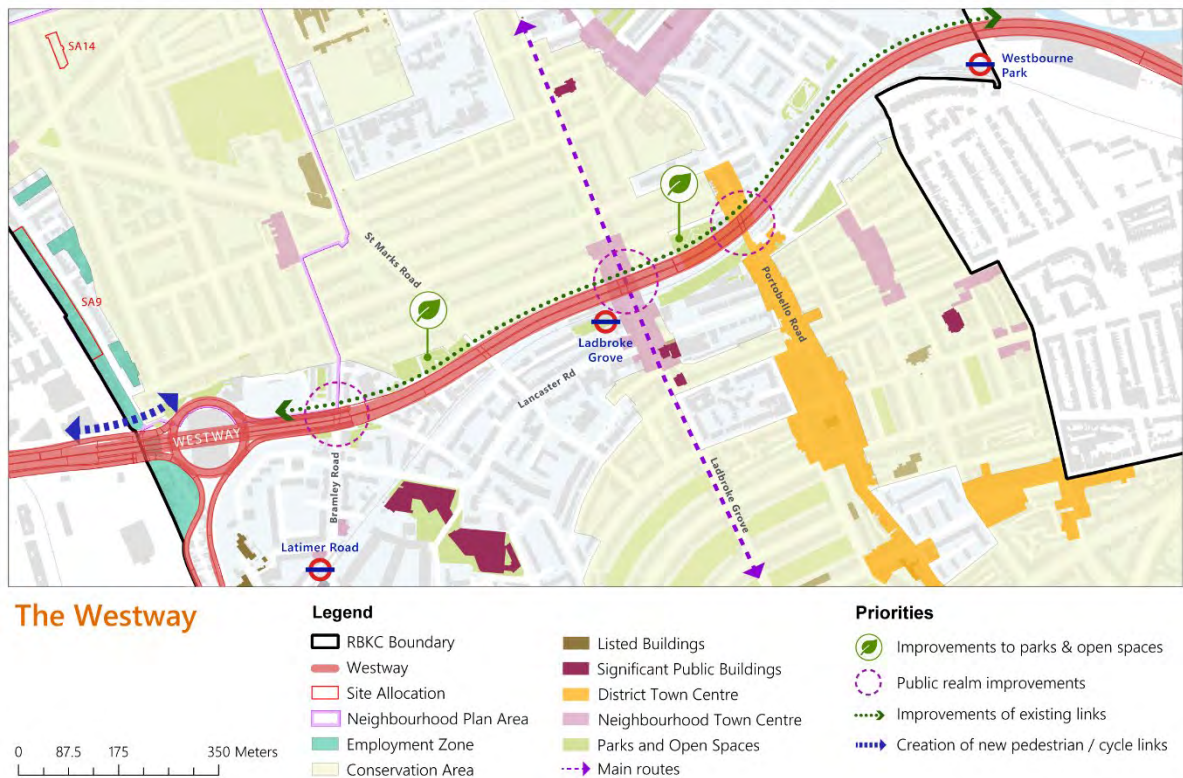 SA14
Westbourne
Park
St Marks Road
SA9
Portobello Road
Ladbroke
Grove
Lancaster Rd
WESTWAY
Bramley Road
Ladbroke Grove
Latimer Road
The Westway
Legend
RBKC Boundary
Westway
Site Allocation
Neighbourhood Plan Area
Employment Zone
Conservation Area
Listed Buildings
Significant Public Buildings
District Town Centre
Neighbourhood Town Centre
Parks and Open Spaces
Main routes
Priorities
Improvements to parks & open spaces
Public realm improvements
Improvements of existing links
Creation of new pedestrian / cycle links
0 87.5 175 350 Meters